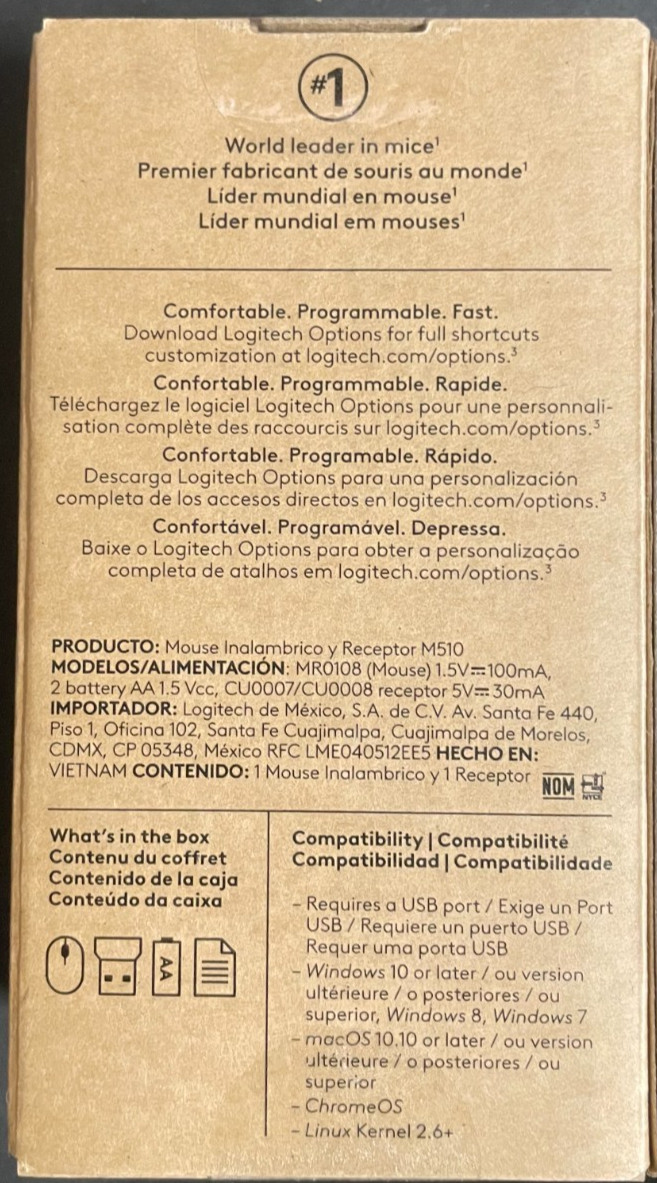 #1
World leader in mice¹
Premier fabricant de souris au monde¹
Líder mundial en mouse¹
Líder mundial em mouses¹
Comfortable. Programmable. Fast.
Download Logitech Options for full shortcuts
customization at logitech.com/options.³
Confortable. Programmable. Rapide.
Téléchargez le logiciel Logitech Options pour une personnali-
sation complète des raccourcis sur logitech.com/options.³
Confortable. Programable. Rápido.
Descarga Logitech Options para una personalización
completa de los accesos directos en logitech.com/options.³
Confortável. Programável. Depressa.
Baixe o Logitech Options para obter a personalização
completa de atalhos em logitech.com/options.³
PRODUCTO: Mouse Inalambrico y Receptor M510
MODELOS/ALIMENTACIÓN: MR0108 (Mouse) 1.5V⎓100mA,
2 battery AA 1.5 Vcc, CU0007/CU0008 receptor 5V⎓30mA
IMPORTADOR: Logitech de México, S.A. de C.V. Av. Santa Fe 440,
Piso 1, Oficina 102, Santa Fe Cuajimalpa, Cuajimalpa de Morelos,
CDMX, CP 05348, México RFC LME040512EE5 HECHO EN:
VIETNAM CONTENIDO: 1 Mouse Inalambrico y 1 Receptor
NOM NYCE
What's in the box
Contenu du coffret
Contenido de la caja
Conteúdo da caixa
AA
Compatibility | Compatibilité
Compatibilidad | Compatibilidade
- Requires a USB port / Exige un Port
USB / Requiere un puerto USB /
Requer uma porta USB
- Windows 10 or later / ou version
ultérieure / o posteriores / ou
superior, Windows 8, Windows 7
- macOS 10.10 or later / ou version
ultérieure / o posteriores / ou
superior
- ChromeOS
- Linux Kernel 2.6+